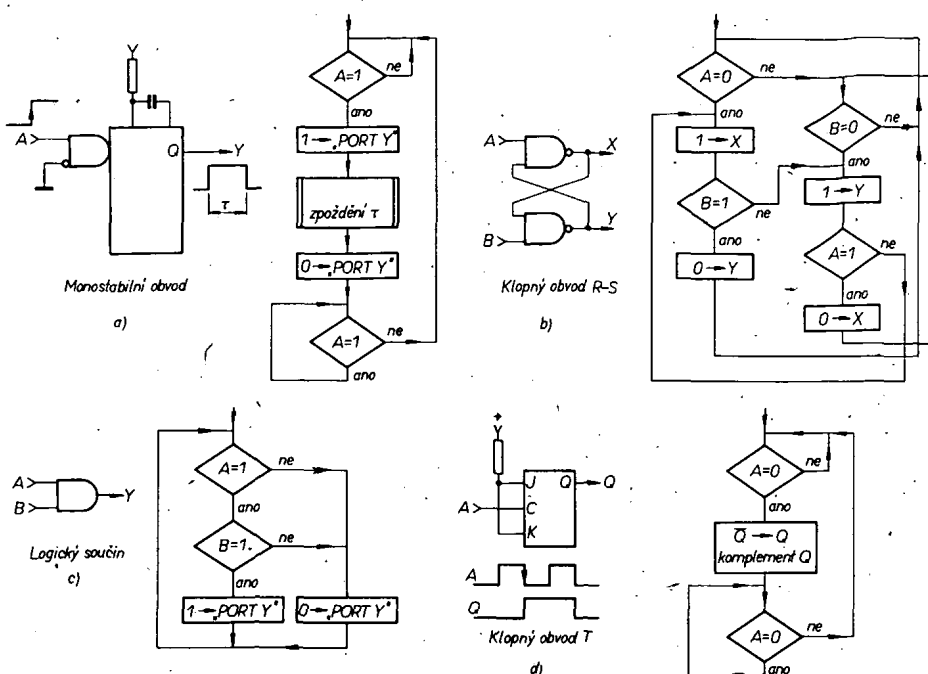 Y
A
Q
Y
τ
Monostabilní obvod
a)
A=1
ne
ano
1→„PORT Y"
zpoždění τ
0→„PORT Y"
A=1
ne
ano
A
X
B
Y
Klopný obvod R-S
b)
A=0
ne
ano
1→X
B=1
ne
ano
0→Y
B=0
ne
ano
1→Y
A=1
ne
ano
0→X
A
B
Y
Logický součin
c)
A=1
ne
ano
B=1
ne
ano
1→„PORT Y"
0→„PORT Y"
+
Y
J
Q
Q
A
C
K
A
Q
Klopný obvod T
d)
A=0
ne
ano
Q̅→Q
komplement Q
A=0
ne
ano